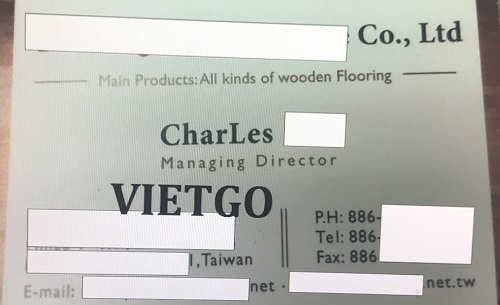 Co., Ltd
Main Products: All kinds of wooden Flooring
CharLes
Managing Director
VIETGO
P.H: 886-
Tel: 886-
Fax: 886
,Taiwan
E-mail: net · .net.tw